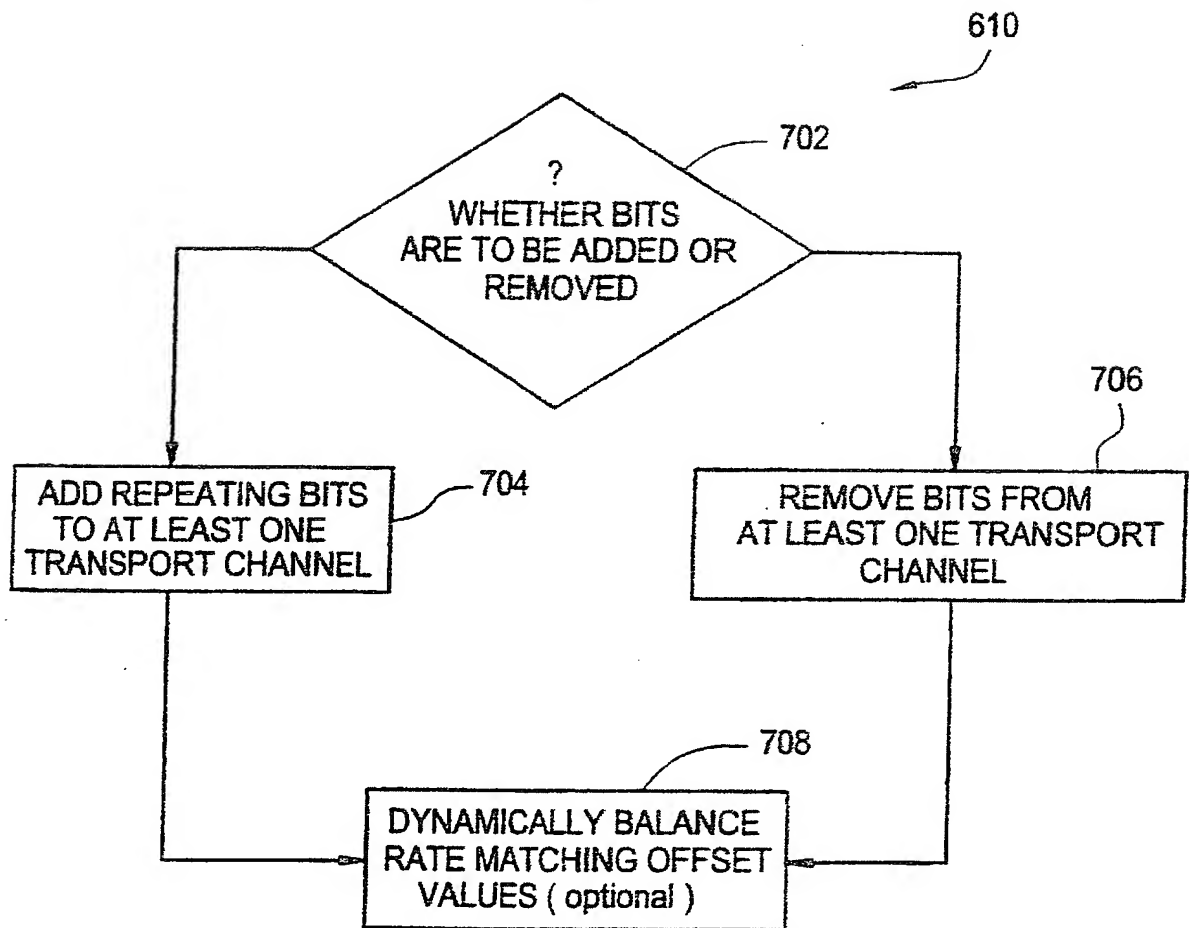 610
702
?
WHETHER BITS
ARE TO BE ADDED OR
REMOVED
706
ADD REPEATING BITS
TO AT LEAST ONE
TRANSPORT CHANNEL
704
REMOVE BITS FROM
AT LEAST ONE TRANSPORT
CHANNEL
708
DYNAMICALLY BALANCE
RATE MATCHING OFFSET
VALUES ( optional )